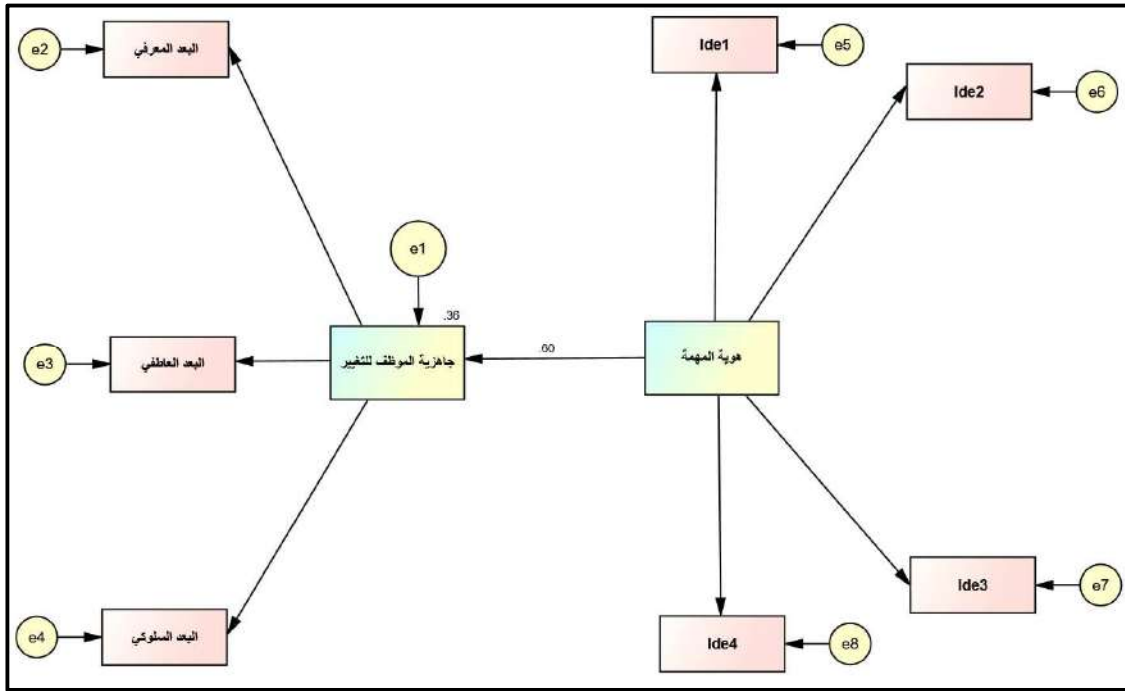 e2
البعد المعرفي
Ide1
e5
Ide2
e6
e1
.36
جاهزية الموظف للتغيير
.60
هوية المهمة
e3
البعد العاطفي
e4
البعد السلوكي
Ide3
e7
Ide4
e8